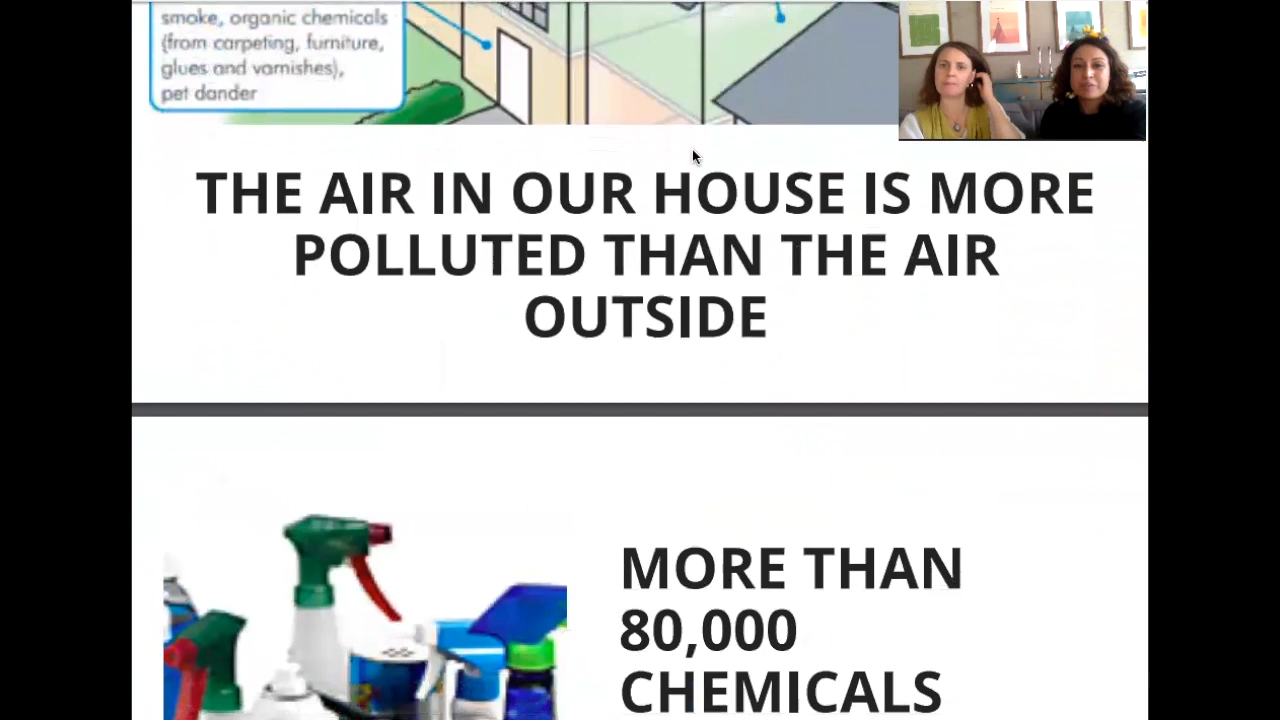 smoke, organic chemicals
(from carpeting, furniture,
glues and varnishes),
pet dander
THE AIR IN OUR HOUSE IS MORE
POLLUTED THAN THE AIR
OUTSIDE
MORE THAN
80,000
CHEMICALS